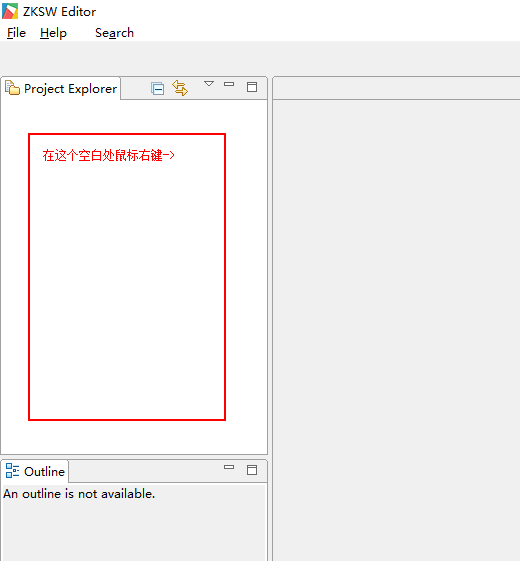 ZKSW Editor
File Help Search
Project Explorer
在这个空白处鼠标右键->
Outline
An outline is not available.